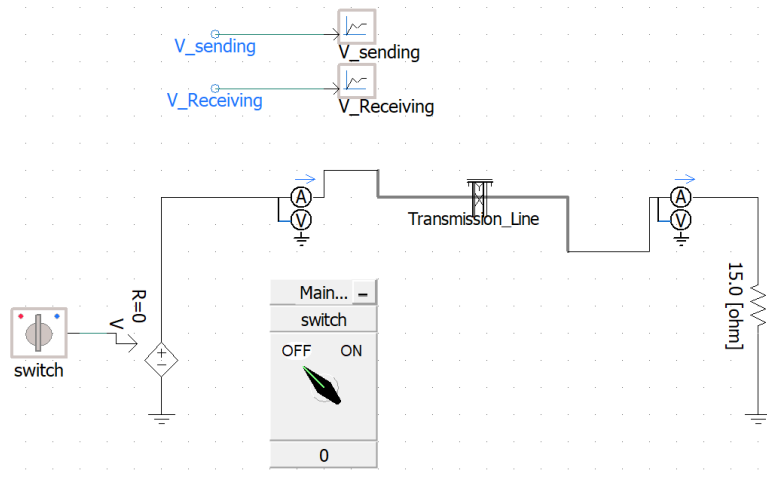 V_sending
V_sending
V_Receiving
V_Receiving
A
V
Transmission_Line
A
V
R=0
V
switch
Main...
switch
OFF ON
0
15.0 [ohm]